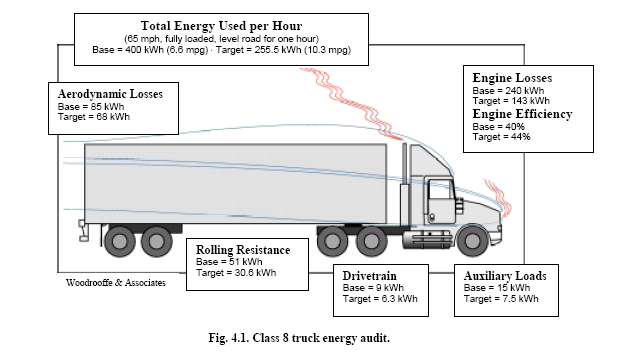 Total Energy Used per Hour
(65 mph, fully loaded, level road for one hour)
Base = 400 kWh (6.6 mpg) · Target = 255.5 kWh (10.3 mpg)
Aerodynamic Losses
Base = 85 kWh
Target = 68 kWh
Engine Losses
Base = 240 kWh
Target = 143 kWh
Engine Efficiency
Base = 40%
Target = 44%
Rolling Resistance
Base = 51 kWh
Target = 30.6 kWh
Drivetrain
Base = 9 kWh
Target = 6.3 kWh
Auxiliary Loads
Base = 15 kWh
Target = 7.5 kWh
Woodrooffe & Associates
Fig. 4.1. Class 8 truck energy audit.